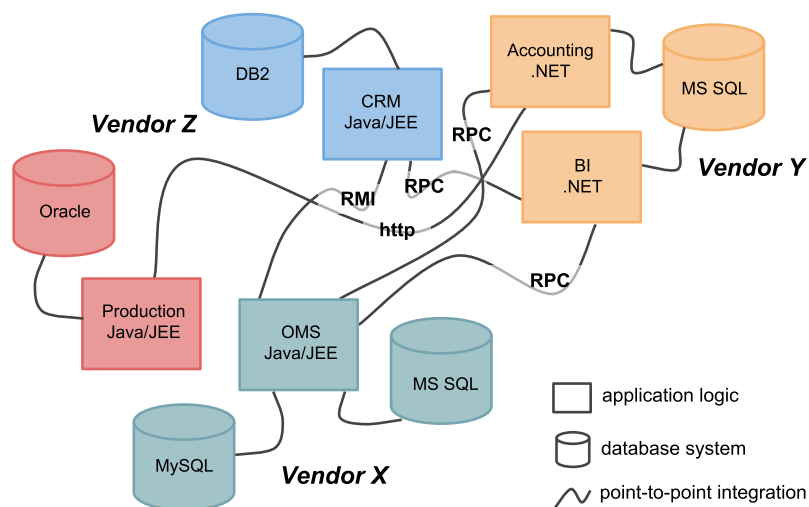 DB2
CRM
Java/JEE
Accounting
.NET
MS SQL
Vendor Z
RPC
BI
.NET
Vendor Y
Oracle
RMI
RPC
http
RPC
Production
Java/JEE
OMS
Java/JEE
MS SQL
MySQL
Vendor X
application logic
database system
point-to-point integration